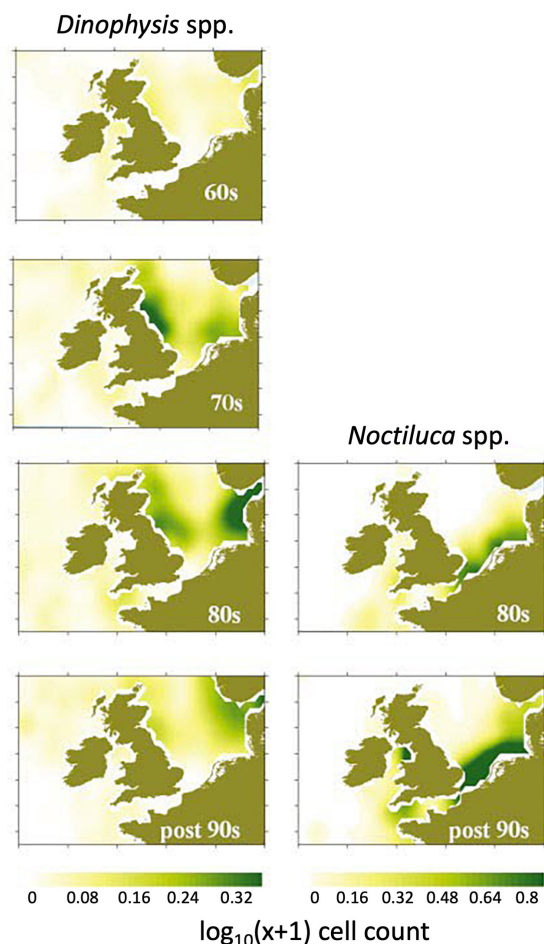 Dinophysis spp.
60s
70s
Noctiluca spp.
80s
80s
post 90s
post 90s
0 0.08 0.16 0.24 0.32
0 0.16 0.32 0.48 0.64 0.8
log₁₀(x+1) cell count